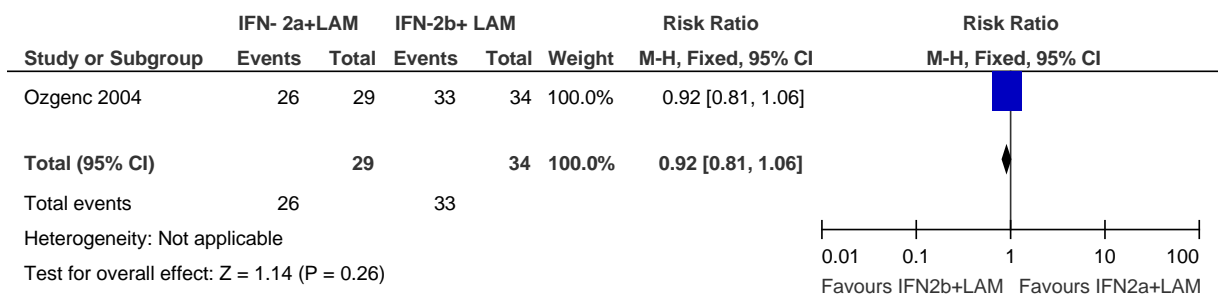 IFN- 2a+LAM IFN-2b+ LAM Risk Ratio Risk Ratio
Study or Subgroup Events Total Events Total Weight M-H, Fixed, 95% CI M-H, Fixed, 95% CI
Ozgenc 2004 26 29 33 34 100.0% 0.92 [0.81, 1.06]
Total (95% CI) 29 34 100.0% 0.92 [0.81, 1.06]
Total events 26 33
Heterogeneity: Not applicable
Test for overall effect: Z = 1.14 (P = 0.26)
0.01 0.1 1 10 100
Favours IFN2b+LAM Favours IFN2a+LAM